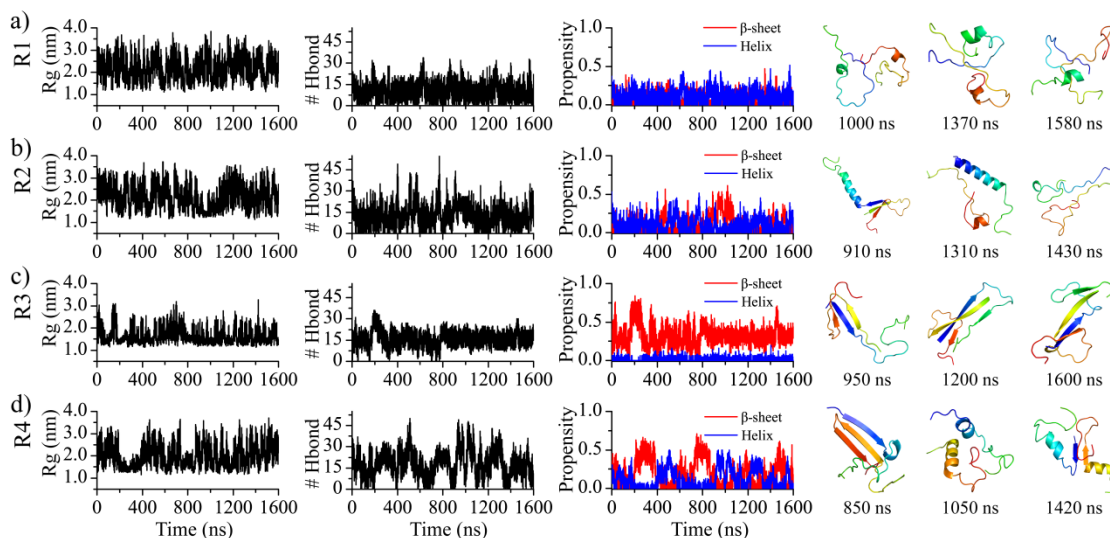 a)
R1
Rg (nm)
4.0
3.0
2.0
1.0
0 400 800 1200 1600
# Hbond
45
30
15
0
0 400 800 1200 1600
Propensity
1.0
0.5
0.0
β-sheet
Helix
0 400 800 1200 1600
1000 ns 1370 ns 1580 ns
b)
R2
Rg (nm)
4.0
3.0
2.0
1.0
0 400 800 1200 1600
# Hbond
45
30
15
0
0 400 800 1200 1600
Propensity
1.0
0.5
0.0
β-sheet
Helix
0 400 800 1200 1600
910 ns 1310 ns 1430 ns
c)
R3
Rg (nm)
4.0
3.0
2.0
1.0
0 400 800 1200 1600
# Hbond
45
30
15
0
0 400 800 1200 1600
Propensity
1.0
0.5
0.0
0 400 800 1200 1600
950 ns 1200 ns 1600 ns
d)
R4
Rg (nm)
4.0
3.0
2.0
1.0
0 400 800 1200 1600
Time (ns)
# Hbond
45
30
15
0
0 400 800 1200 1600
Time (ns)
Propensity
1.0
0.5
0.0
β-sheet
Helix
0 400 800 1200 1600
Time (ns)
850 ns 1050 ns 1420 ns